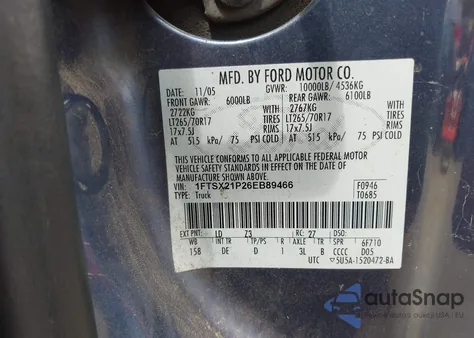 MFD. BY FORD MOTOR CO.
DATE: 11/05 GVWR: 10000LB/ 4536KG
FRONT GAWR: 6000LB REAR GAWR: 6100LB
2722KG WITH 2767KG WITH
LT265/70R17 TIRES LT265/70R17 TIRES
17x7.5J RIMS 17x7.5J RIMS
AT 515 kPa/ 75 PSI COLD AT 515 kPa/ 75 PSI COLD
THIS VEHICLE CONFORMS TO ALL APPLICABLE FEDERAL MOTOR
VEHICLE SAFETY STANDARDS IN EFFECT ON THE DATE OF
MANUFACTURE SHOWN ABOVE.
VIN: 1FTSX21P26EB89466 F0946
TYPE: Truck T0685
EXT PNT: LD Z3 RC: 27 DSO:
WB INT TR TP/PS R AXLE TR SPR 6F710
158 DE D 1 3L B CCCC D05
UTC 5U5A-1520472-BA
autoSnap